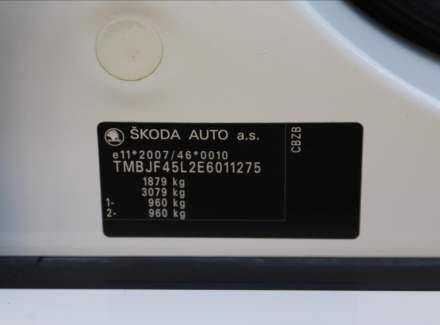 ŠKODA AUTO a.s.
e11*2007/46*0010
TMBJF45L2E6011275
1879 kg
3079 kg
1- 960 kg
2- 960 kg
CBZB